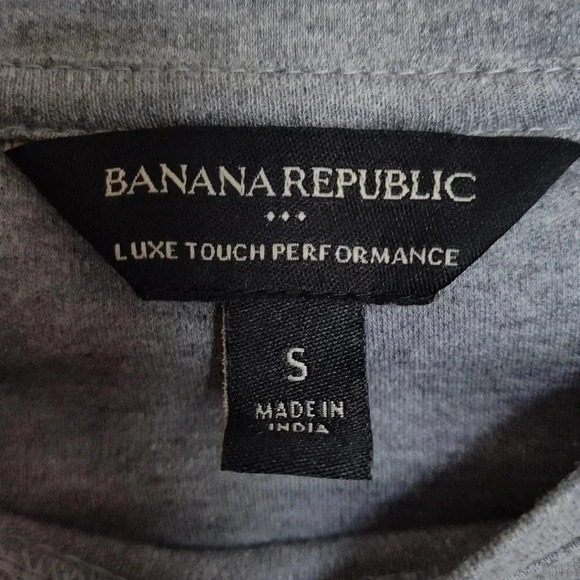 BANANA REPUBLIC
LUXE TOUCH PERFORMANCE
S
MADE IN
INDIA